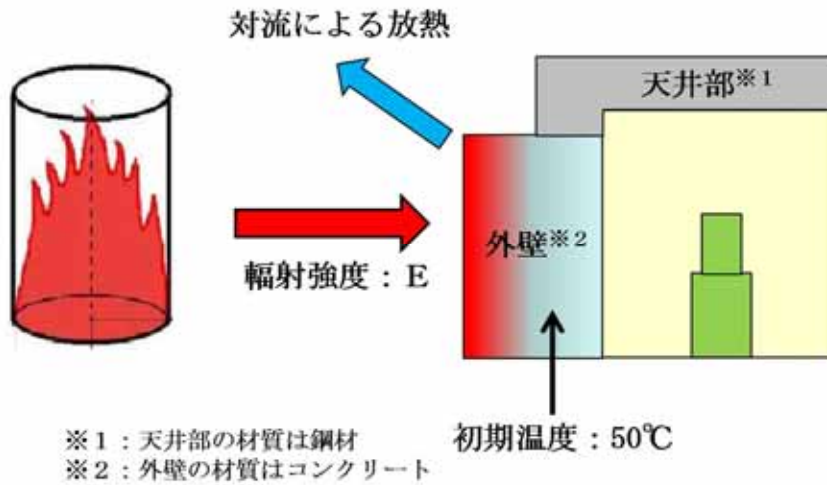 対流による放熱
天井部※1
外壁※2
輻射強度：E
初期温度：50℃
※1：天井部の材質は鋼材
※2：外壁の材質はコンクリート